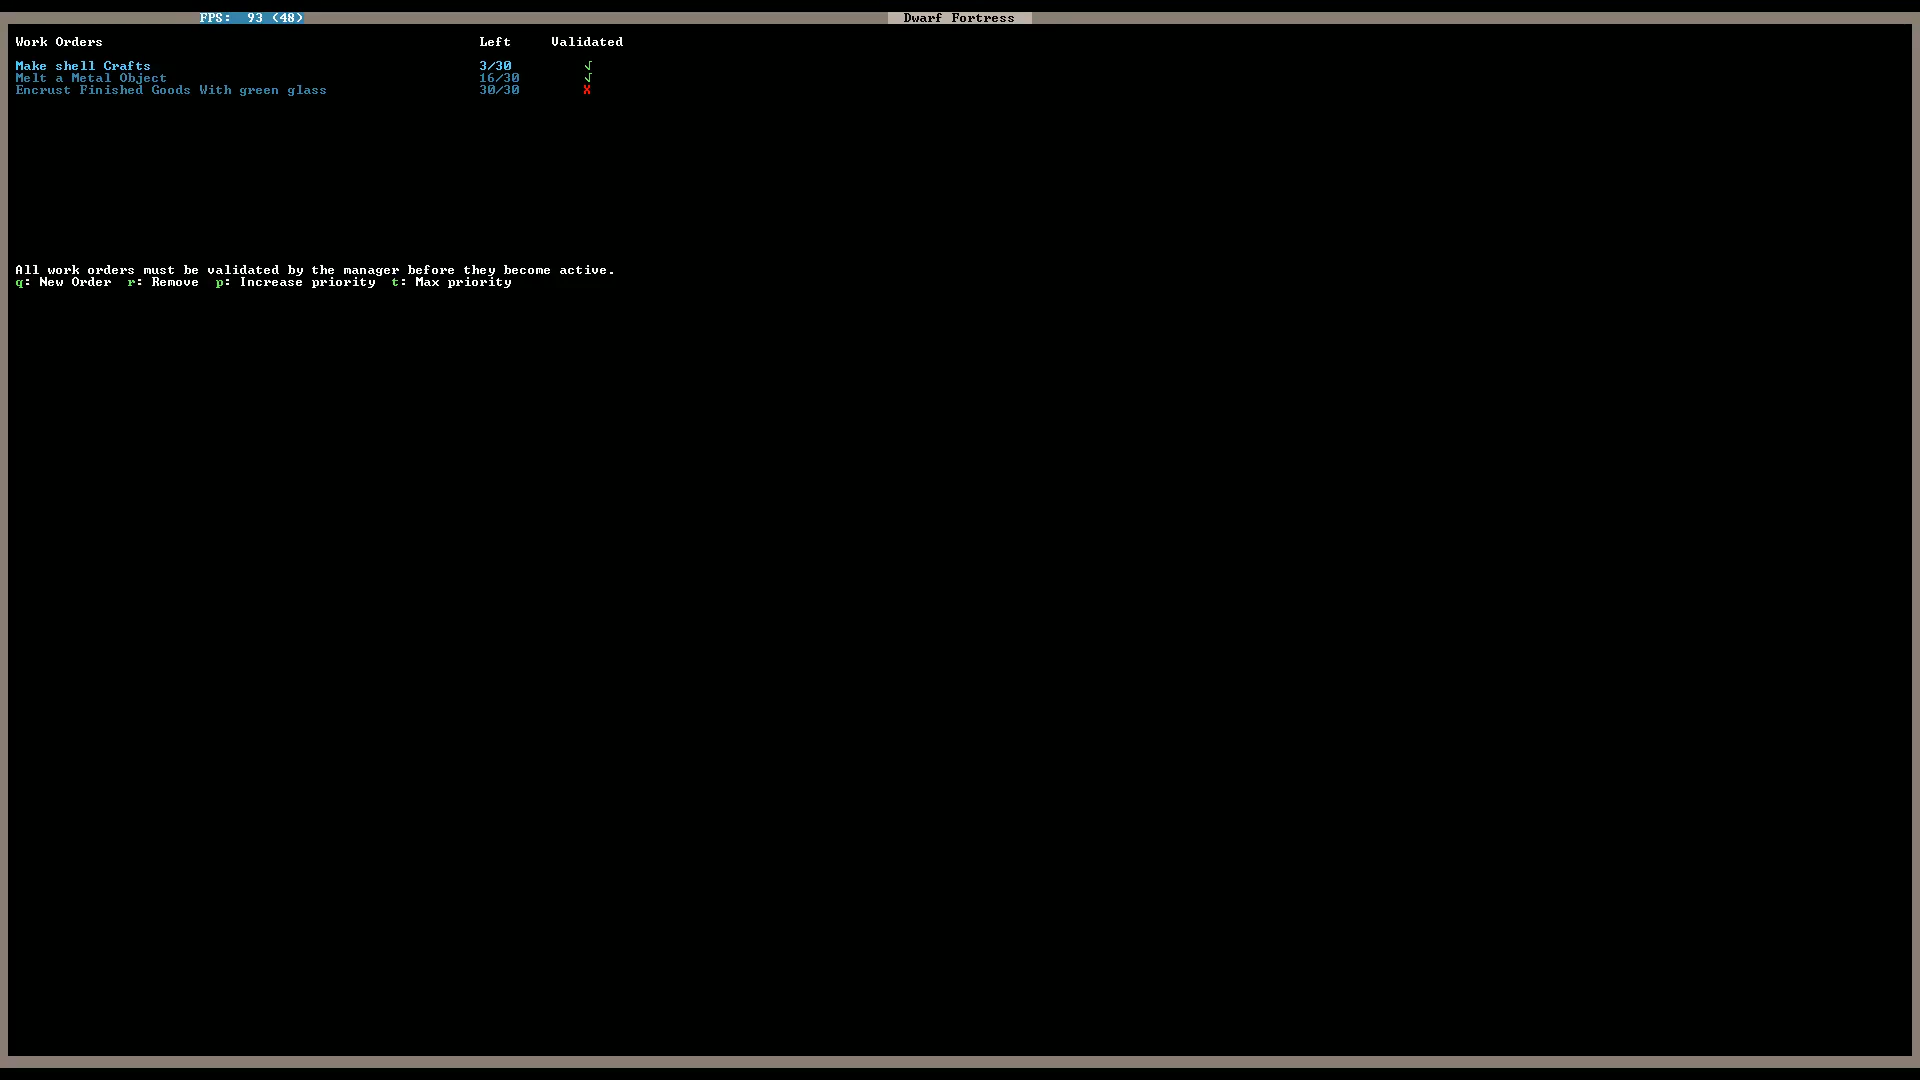 FPS: 93 (48) Dwarf Fortress
Work Orders Left Validated
Make shell Crafts 3/30 √
Melt a Metal Object 16/30 √
Encrust Finished Goods With green glass 30/30 X
All work orders must be validated by the manager before they become active.
q: New Order r: Remove p: Increase priority t: Max priority